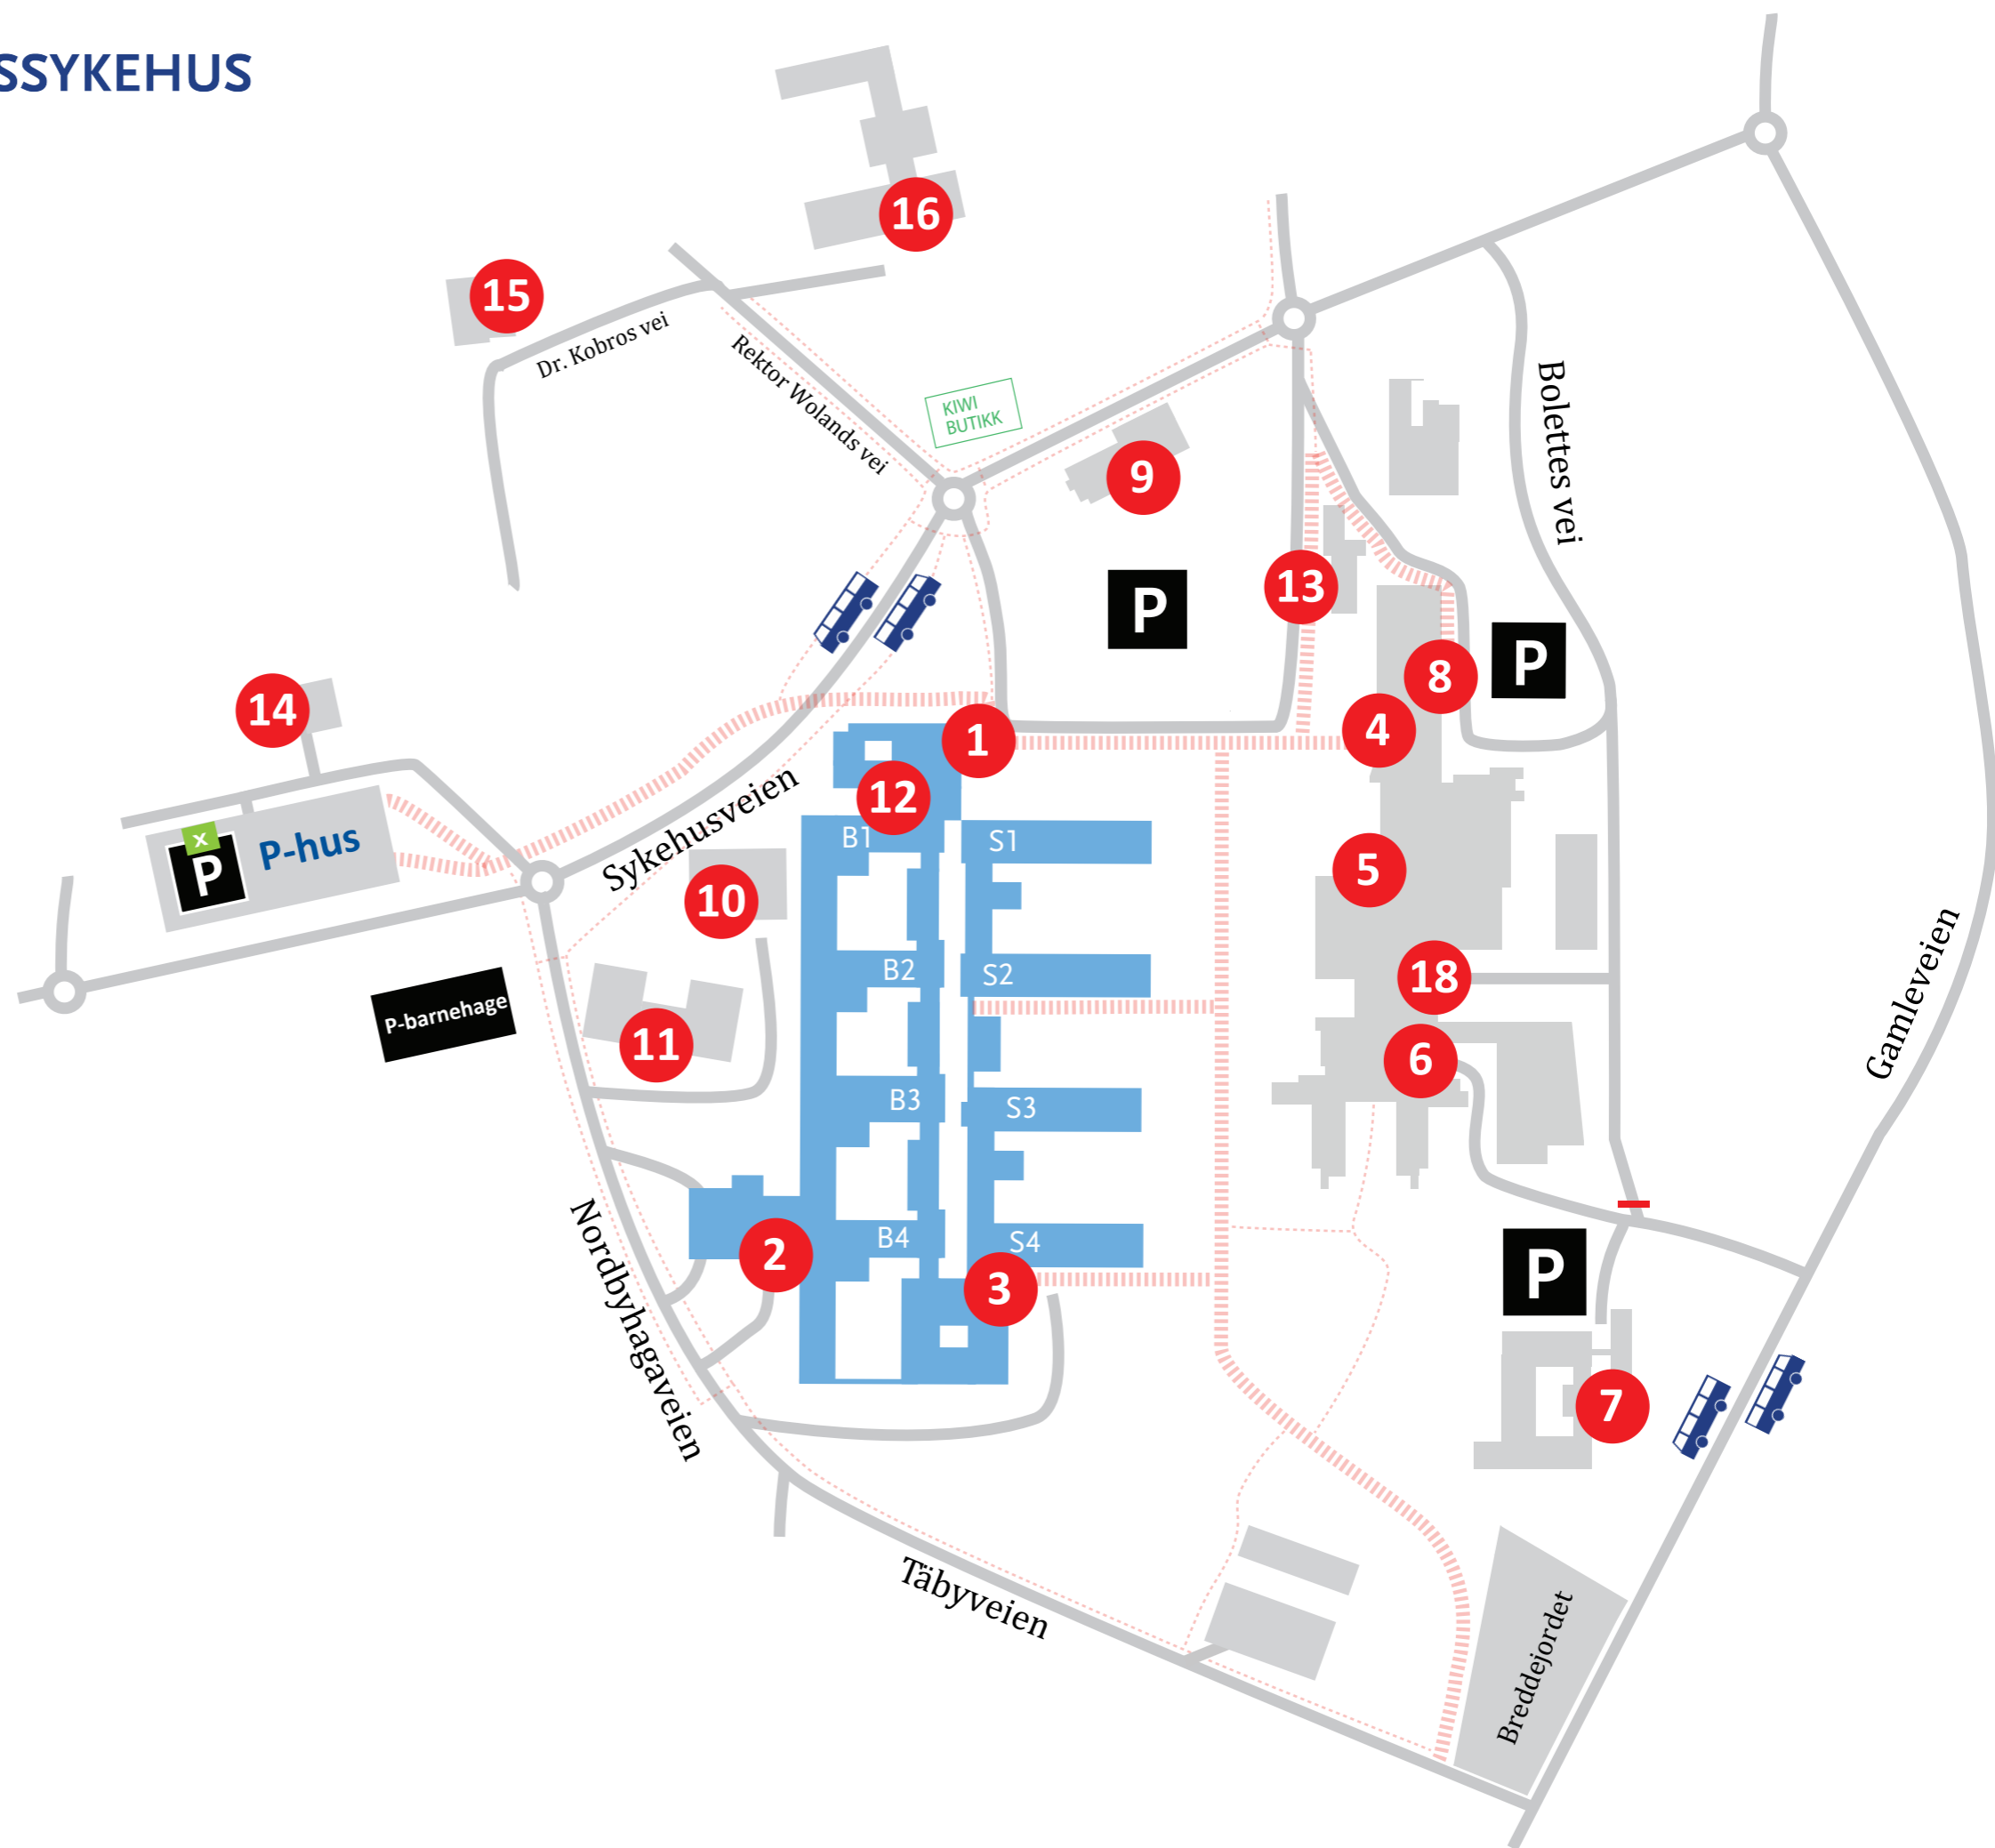 SSYKEHUS
16
15
Dr. Kobros vei
Rektor Wolands vei
KIWI
BUTIKK
Bolettes vei
9
13
P
8
P
14
4
1
12
Sykehusveien
P-hus
x
P
B1
S1
5
10
B2
S2
18
Gamleveien
P-barnehage
11
6
B3
S3
2
B4
S4
3
P
Nordbyhagaveien
7
Täbyveien
Breddejordet